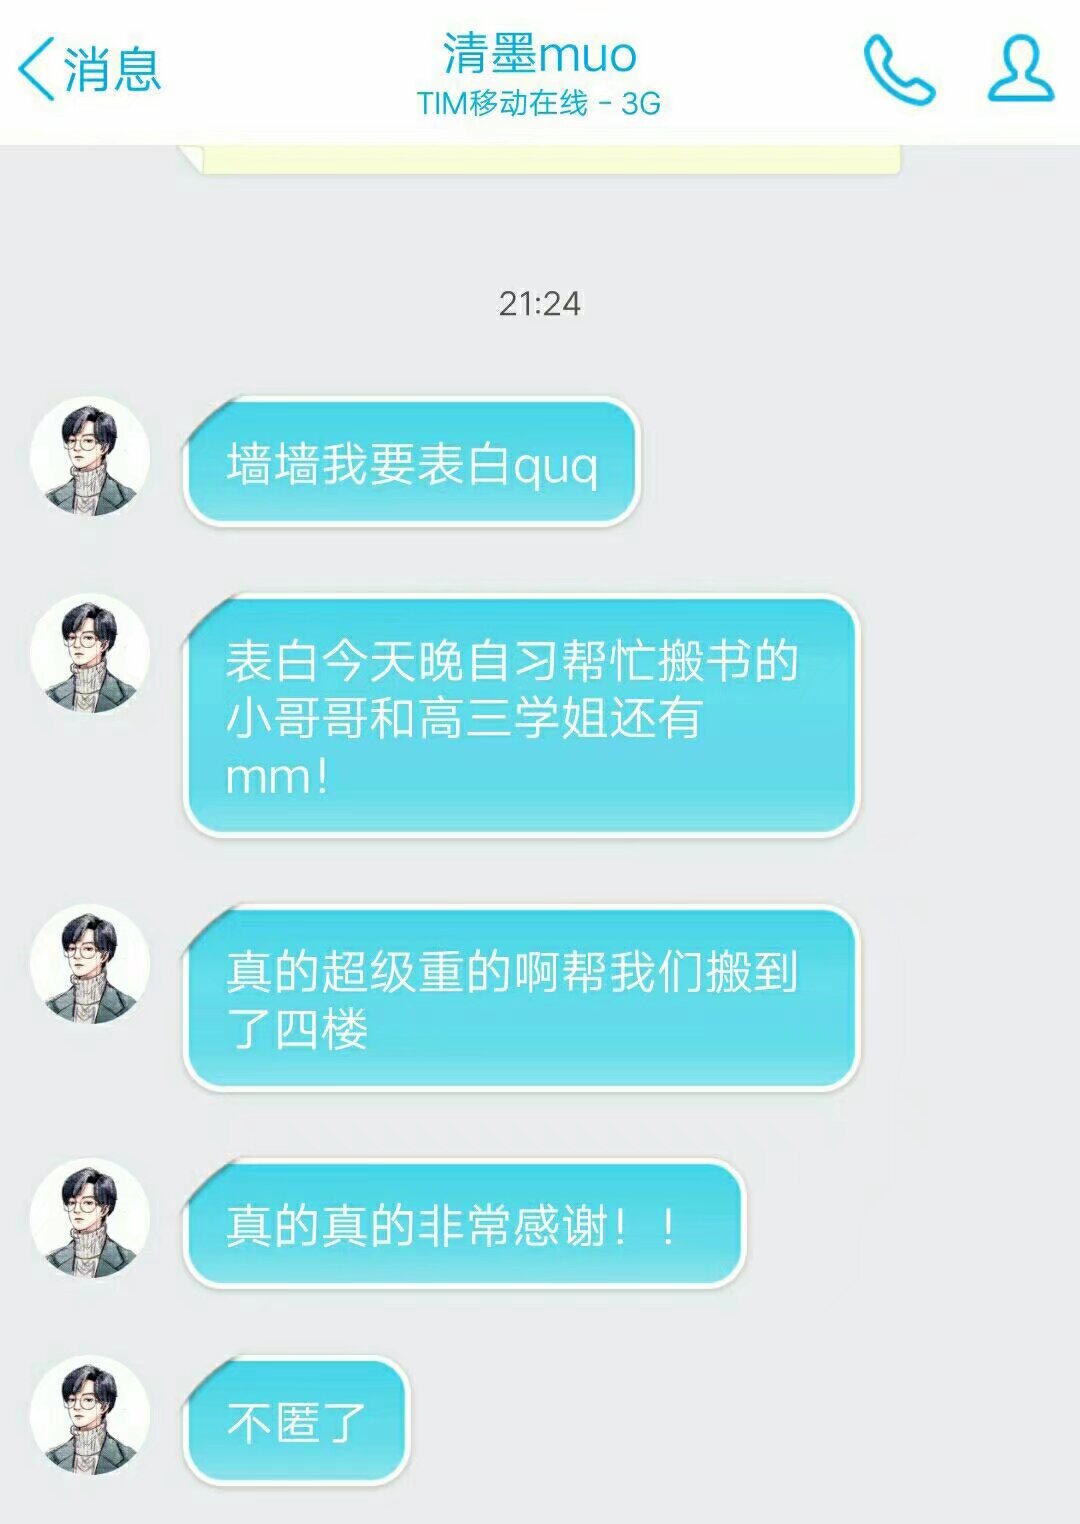 消息
清墨muo
TIM移动在线 - 3G
21:24
墙墙我要表白quq
表白今天晚自习帮忙搬书的
小哥哥和高三学姐还有
mm！
真的超级重的啊帮我们搬到
了四楼
真的真的非常感谢！！
不匿了